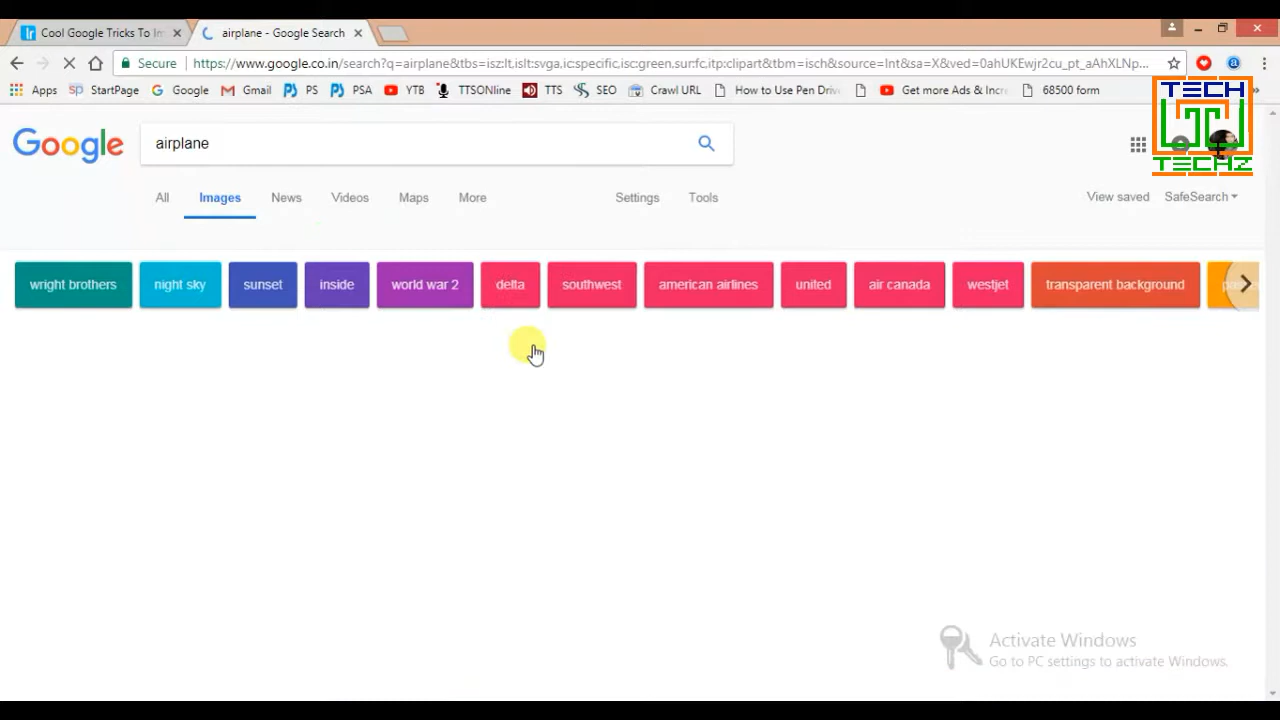 Cool Google Tricks To Im
airplane - Google Search
Secure
https://www.google.co.in/search?q=airplane&tbs=isz:lt,islt:svga,ic:specific,isc:green,sur:fc,itp:clipart&tbm=isch&source=lnt&sa=X&ved=0ahUKEwjr2cu_pt_aAhXLNp...
Apps StartPage Google Gmail PS PSA YTB TTSONline TTS SEO Crawl URL How to Use Pen Driv Get more Ads & Incre 68500 form »
TECH
TECHZ
Google
airplane
All Images News Videos Maps More Settings Tools
View saved SafeSearch
wright brothers night sky sunset inside world war 2 delta southwest american airlines united air canada westjet transparent background
Activate Windows
Go to PC settings to activate Windows.